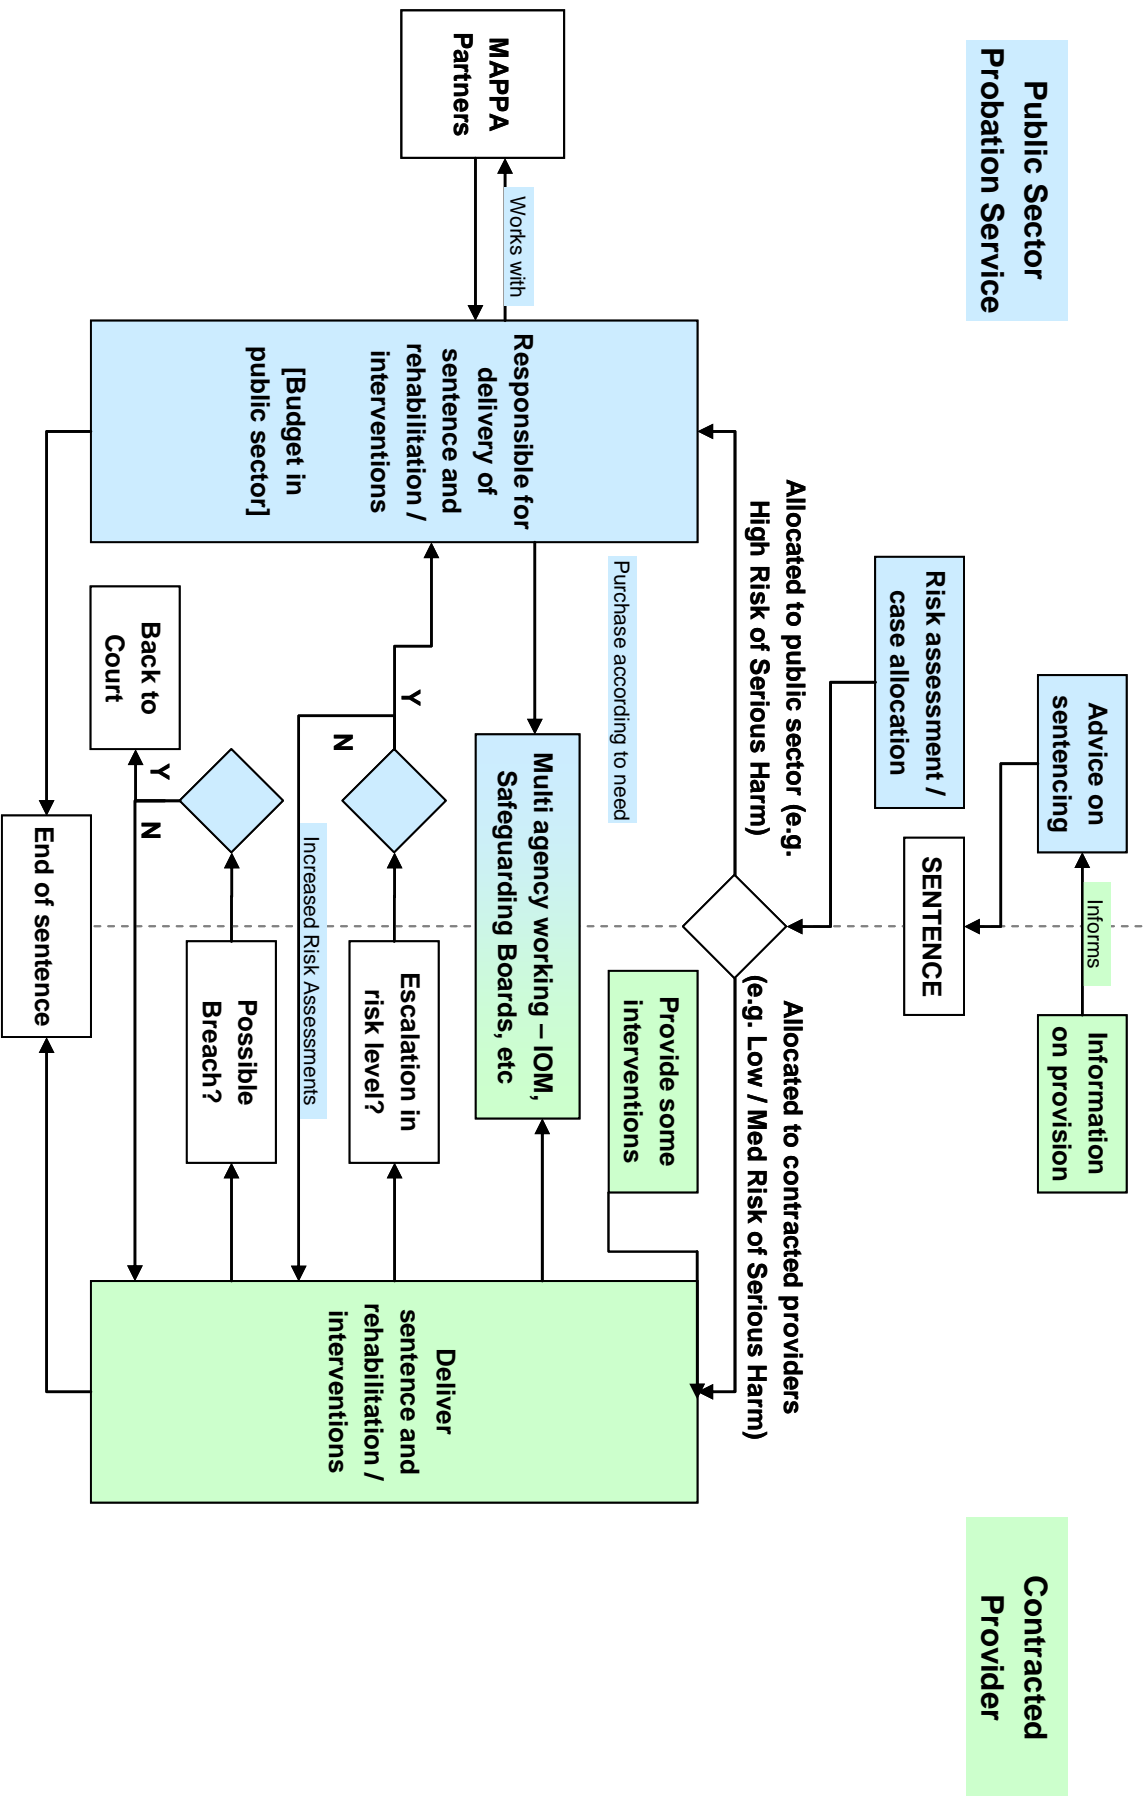 Public Sector
Probation Service
Contracted
Provider
Advice on
sentencing
Informs
Information
on provision
SENTENCE
Risk assessment /
case allocation
Allocated to public sector (e.g.
High Risk of Serious Harm)
Allocated to contracted providers
(e.g. Low / Med Risk of Serious Harm)
MAPPA
Partners
Works with
Responsible for
delivery of
sentence and
rehabilitation /
interventions
[Budget in
public sector]
Purchase according to need
Provide some
interventions
Multi agency working – IOM,
Safeguarding Boards, etc
Deliver
sentence and
rehabilitation /
interventions
Y
N
Escalation in
risk level?
Increased Risk Assessments
Possible
Breach?
Y
N
Back to
Court
End of sentence